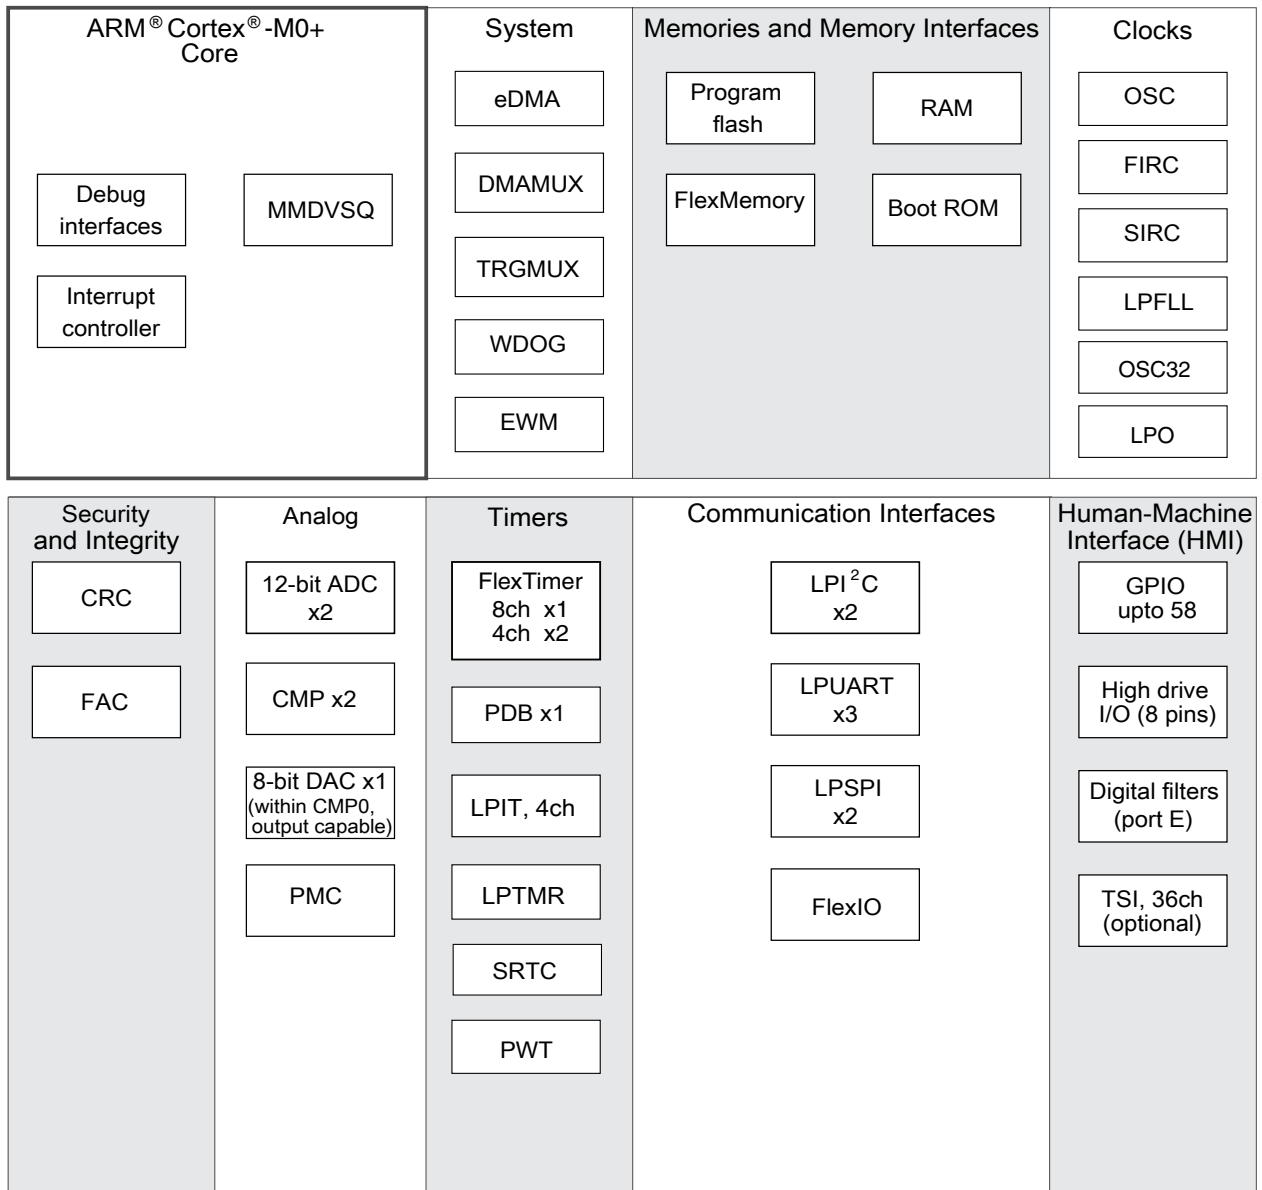 ARM® Cortex®-M0+
Core
Debug
interfaces
MMDVSQ
Interrupt
controller
System
eDMA
DMAMUX
TRGMUX
WDOG
EWM
Memories and Memory Interfaces
Program
flash
RAM
FlexMemory
Boot ROM
Clocks
OSC
FIRC
SIRC
LPFLL
OSC32
LPO
Security
and Integrity
CRC
FAC
Analog
12-bit ADC
x2
CMP x2
8-bit DAC x1
(within CMP0,
output capable)
PMC
Timers
FlexTimer
8ch x1
4ch x2
PDB x1
LPIT, 4ch
LPTMR
SRTC
PWT
Communication Interfaces
LPI²C
x2
LPUART
x3
LPSPI
x2
FlexIO
Human-Machine
Interface (HMI)
GPIO
upto 58
High drive
I/O (8 pins)
Digital filters
(port E)
TSI, 36ch
(optional)